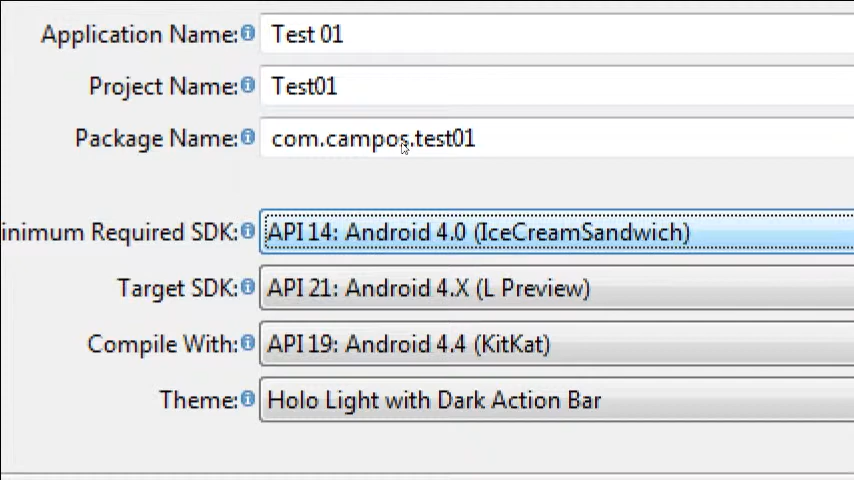 Application Name: Test 01
Project Name: Test01
Package Name: com.campos.test01
inimum Required SDK: API 14: Android 4.0 (IceCreamSandwich)
Target SDK: API 21: Android 4.X (L Preview)
Compile With: API 19: Android 4.4 (KitKat)
Theme: Holo Light with Dark Action Bar